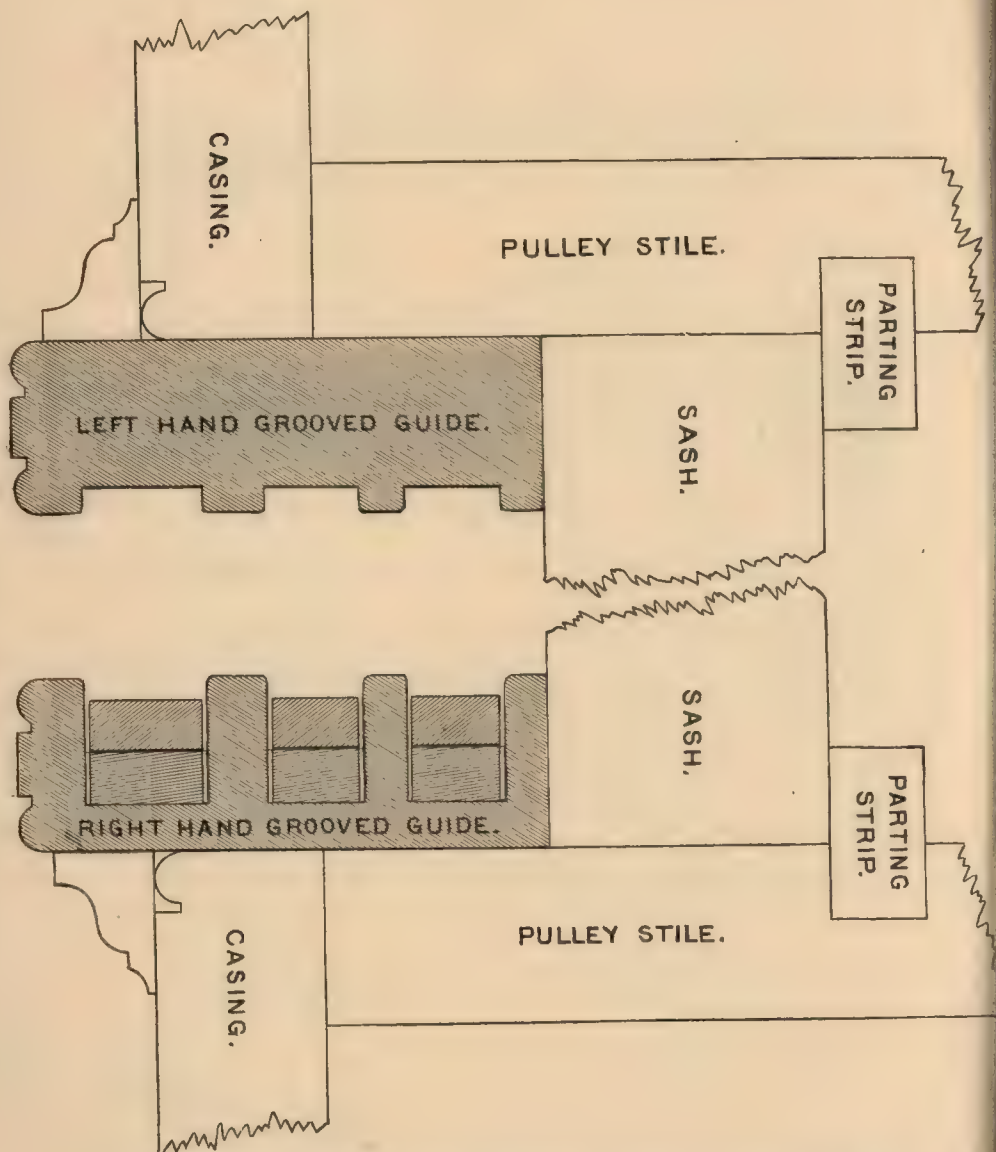 CASING.
PULLEY STILE.
PARTING
STRIP.
LEFT HAND GROOVED GUIDE.
SASH.
SASH.
PARTING
STRIP.
RIGHT HAND GROOVED GUIDE.
CASING.
PULLEY STILE.